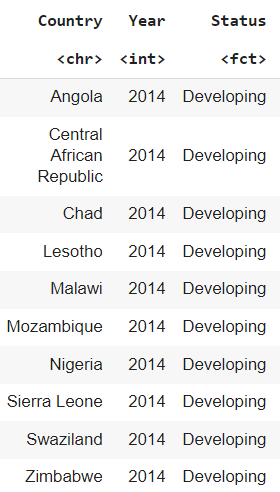 Country Year Status
<chr> <int> <fct>
Angola 2014 Developing
Central
African 2014 Developing
Republic
Chad 2014 Developing
Lesotho 2014 Developing
Malawi 2014 Developing
Mozambique 2014 Developing
Nigeria 2014 Developing
Sierra Leone 2014 Developing
Swaziland 2014 Developing
Zimbabwe 2014 Developing